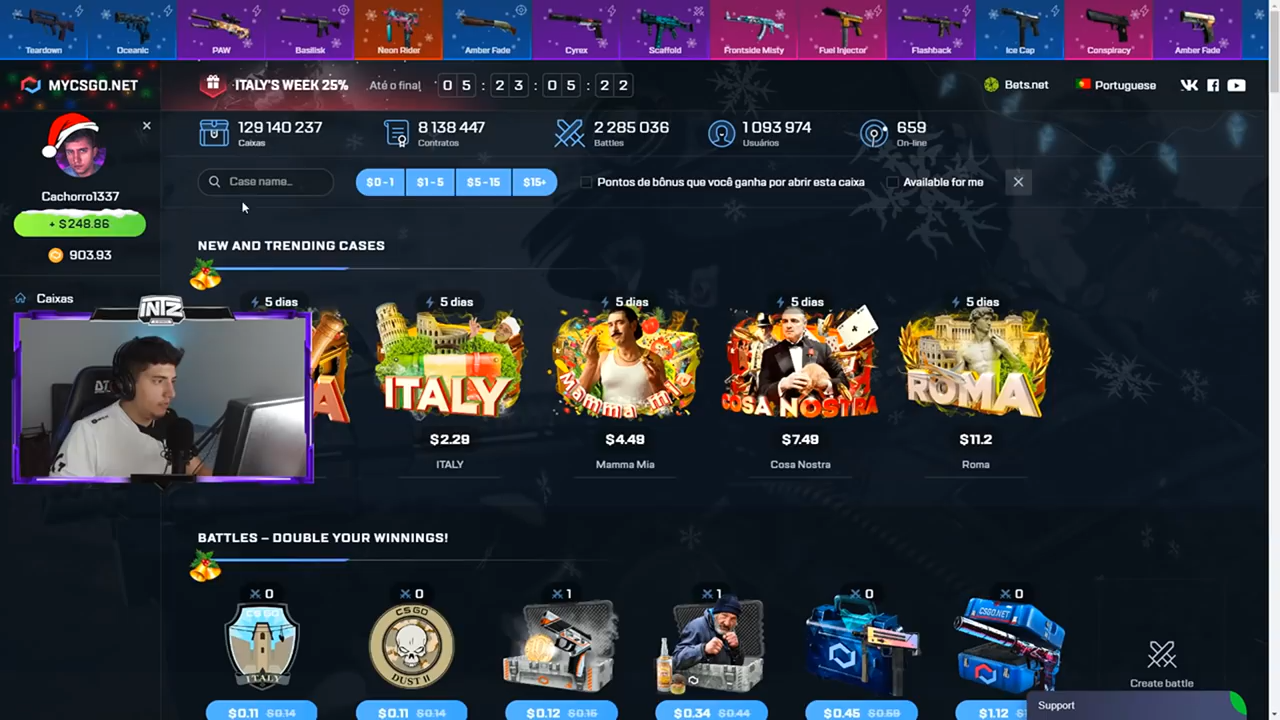 Teardown
Oceanic
PAW
Basilisk
Neon Rider
Amber Fade
Cyrex
Scaffold
Frontside Misty
Fuel Injector
Flashback
Ice Cap
Conspiracy
Amber Fade
MYCSGO.NET
ITALY'S WEEK 25%
Até o final
0 5 : 2 3 : 0 5 : 2 2
Bets.net
Portuguese
129 140 237
Caixas
8 138 447
Contratos
2 285 036
Battles
1 093 974
Usuários
659
On-line
Cachorro1337
+ $248.86
903.93
Caixas
Case name...
$0 - 1
$1 - 5
$5 - 15
$15+
Pontos de bônus que você ganha por abrir esta caixa
Available for me
NEW AND TRENDING CASES
5 dias
5 dias
5 dias
5 dias
5 dias
A
ITALY
Mamma Mia
COSA NOSTRA
ROMA
$2.29
$4.49
$7.49
$11.2
ITALY
Mamma Mia
Cosa Nostra
Roma
INTZ
BATTLES – DOUBLE YOUR WINNINGS!
0
0
1
1
0
0
CS GO
ITALY
CS GO
DUST II
CSGO.NET
$0.11 $0.14
$0.11 $0.14
$0.12 $0.15
$0.34 $0.44
$0.45 $0.59
$1.12
Create battle
Support